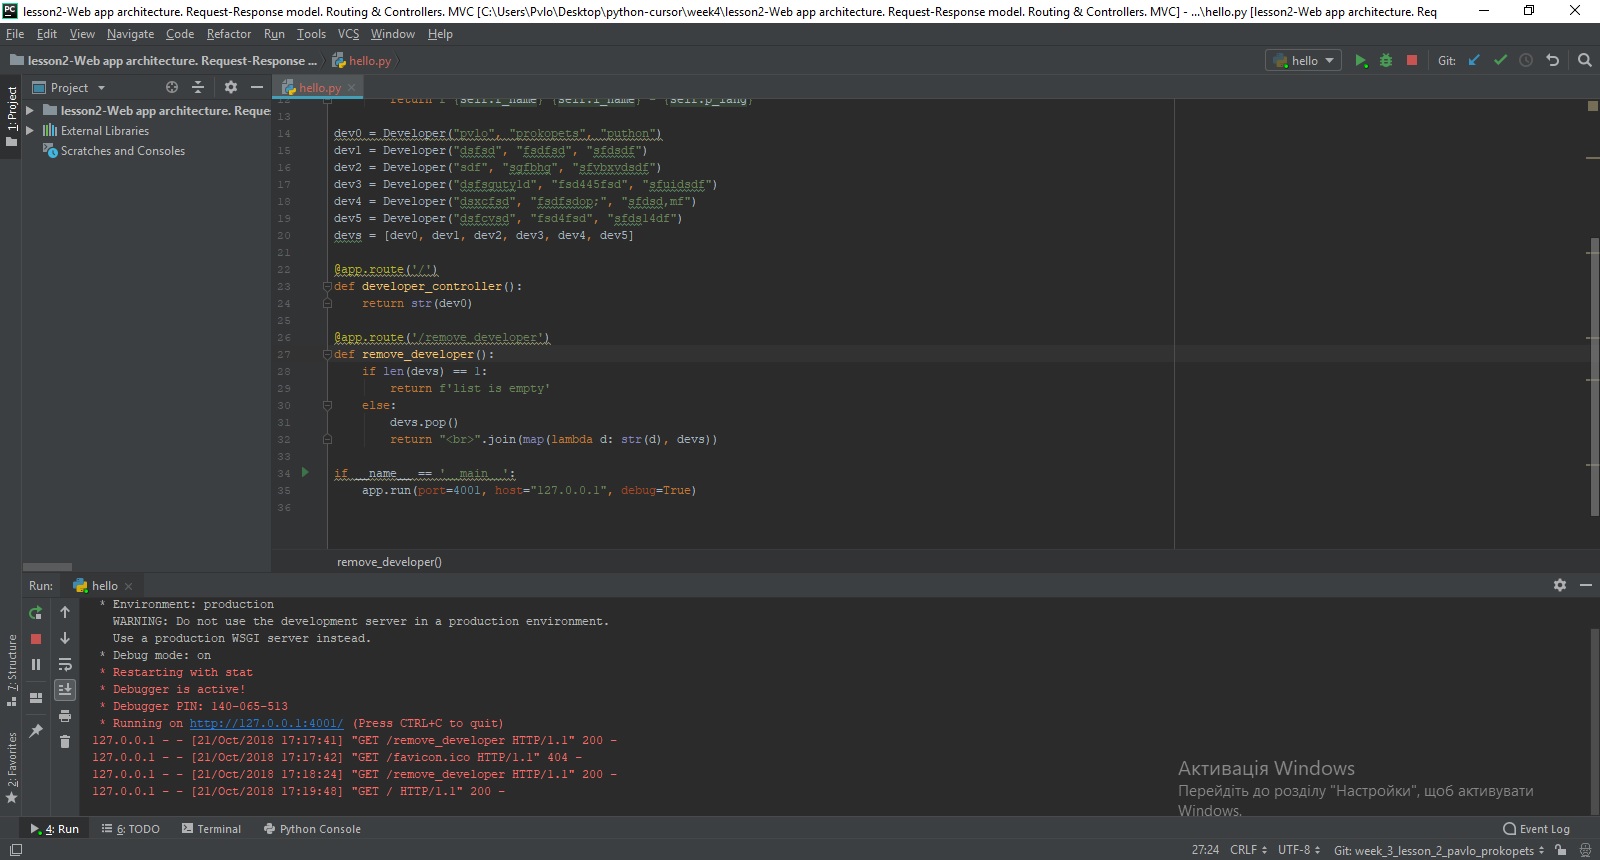 lesson2-Web app architecture. Request-Response model. Routing & Controllers. MVC [C:\Users\Pvlo\Desktop\python-cursor\week4\lesson2-Web app architecture. Request-Response model. Routing & Controllers. MVC] - ...\hello.py [lesson2-Web app architecture. Req
File Edit View Navigate Code Refactor Run Tools VCS Window Help
lesson2-Web app architecture. Request-Response ... hello.py hello Git:
1: Project Project hello.py
lesson2-Web app architecture. Reque
External Libraries
Scratches and Consoles
12 return f'{self.f_name} {self.l_name} - {self.p_lang}
13
14 dev0 = Developer("pvlo", "prokopets", "puthon")
15 dev1 = Developer("dsfsd", "fsdfsd", "sfdsdf")
16 dev2 = Developer("sdf", "sgfbhg", "sfvbxvdsdf")
17 dev3 = Developer("dsfsgutyld", "fsd445fsd", "sfuidsdf")
18 dev4 = Developer("dsxcfsd", "fsdfsdop;", "sfdsd,mf")
19 dev5 = Developer("dsfcvsd", "fsd4fsd", "sfdsl4df")
20 devs = [dev0, dev1, dev2, dev3, dev4, dev5]
21
22 @app.route('/')
23 def developer_controller():
24 return str(dev0)
25
26 @app.route('/remove_developer')
27 def remove_developer():
28 if len(devs) == 1:
29 return f'list is empty'
30 else:
31 devs.pop()
32 return "<br>".join(map(lambda d: str(d), devs))
33
34 if __name__ == '__main__':
35 app.run(port=4001, host="127.0.0.1", debug=True)
36
remove_developer()
Run: hello
* Environment: production
WARNING: Do not use the development server in a production environment.
Use a production WSGI server instead.
* Debug mode: on
* Restarting with stat
* Debugger is active!
* Debugger PIN: 140-065-513
* Running on http://127.0.0.1:4001/ (Press CTRL+C to quit)
127.0.0.1 - - [21/Oct/2018 17:17:41] "GET /remove_developer HTTP/1.1" 200 -
127.0.0.1 - - [21/Oct/2018 17:17:42] "GET /favicon.ico HTTP/1.1" 404 -
127.0.0.1 - - [21/Oct/2018 17:18:24] "GET /remove_developer HTTP/1.1" 200 -
127.0.0.1 - - [21/Oct/2018 17:19:48] "GET / HTTP/1.1" 200 -
7: Structure
2: Favorites
Активація Windows
Перейдіть до розділу "Настройки", щоб активувати
Windows.
4: Run 6: TODO Terminal Python Console Event Log
27:24 CRLF UTF-8 Git: week_3_lesson_2_pavlo_prokopets